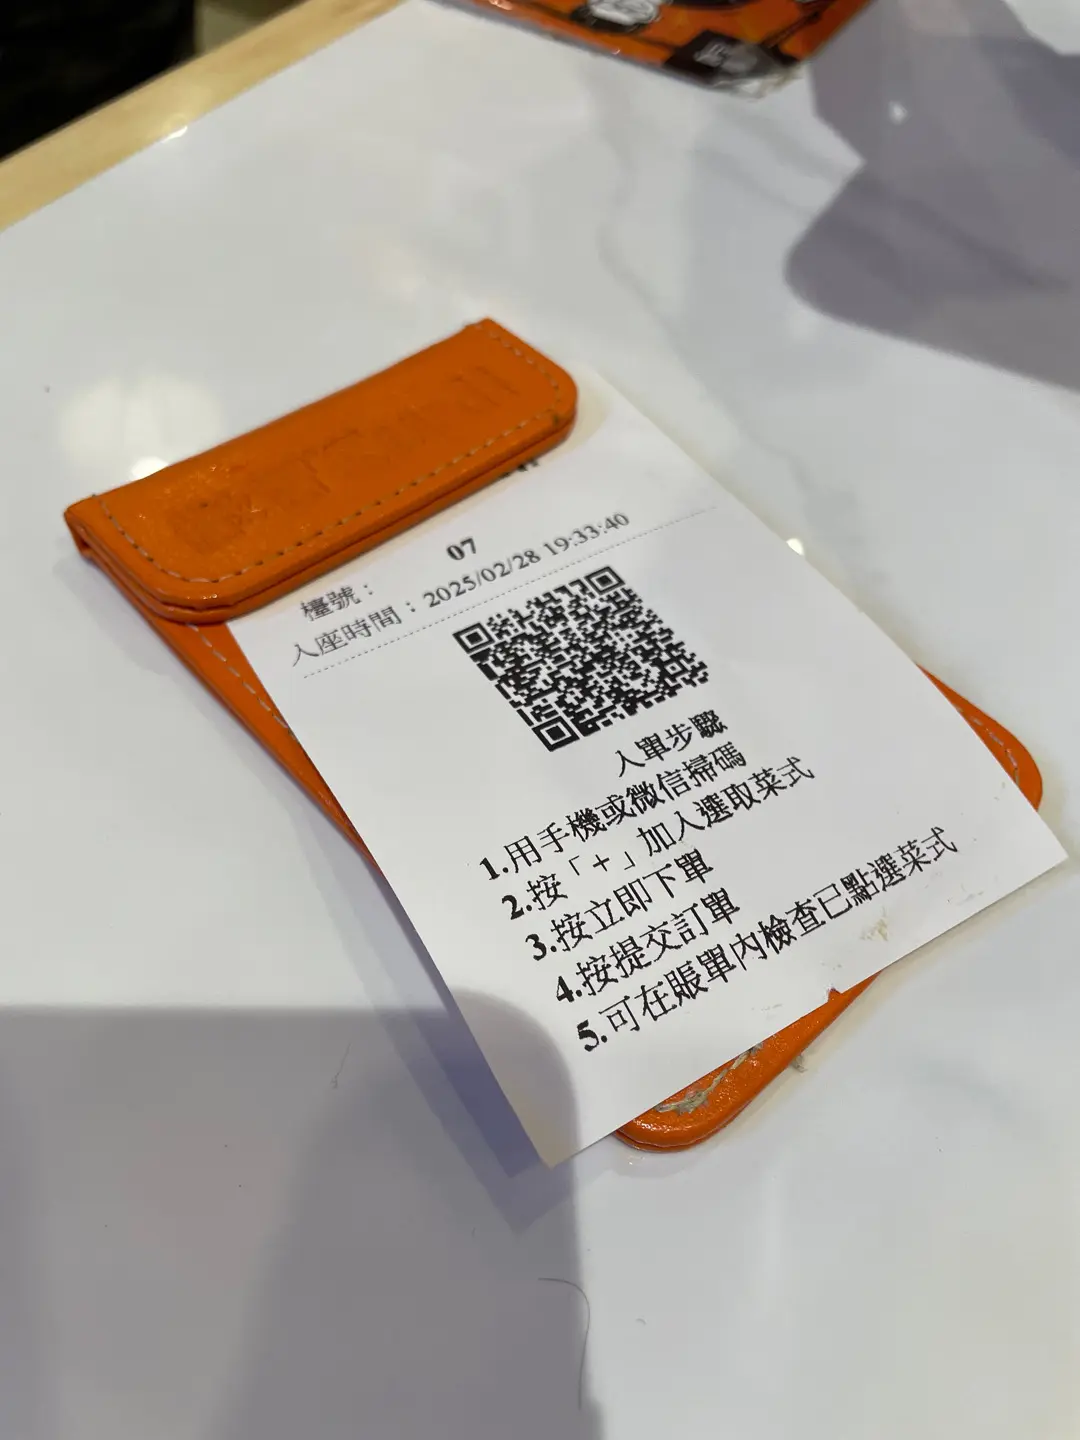 檯號： 07
入座時間：2025/02/28 19:33:40
入單步驟
1.用手機或微信掃碼
2.按「+」加入選取菜式
3.按立即下單
4.按提交訂單
5.可在賬單內檢查已點選菜式